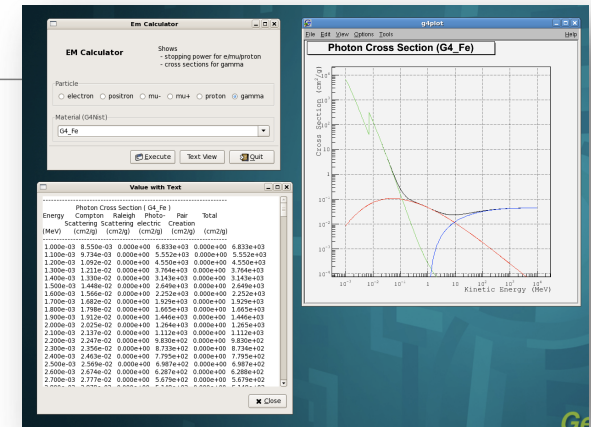 Em Calculator
EM Calculator
Shows
- stopping power for e/mu/proton
- cross sections for gamma
Particle
electron positron mu- mu+ proton gamma
Material (G4Nist)
G4_Fe
Execute Text View Quit
Value with Text
Photon Cross Section ( G4_Fe )
Energy Compton Raleigh Photo- Pair Total
Scattering Scattering electric Creation
(MeV) (cm2/g) (cm2/g) (cm2/g) (cm2/g) (cm2/g)
1.000e-03 8.550e-03 0.000e+00 6.833e+03 0.000e+00 6.833e+03
1.100e-03 9.734e-03 0.000e+00 5.552e+03 0.000e+00 5.552e+03
1.200e-03 1.092e-02 0.000e+00 4.550e+03 0.000e+00 4.550e+03
1.300e-03 1.211e-02 0.000e+00 3.764e+03 0.000e+00 3.764e+03
1.400e-03 1.330e-02 0.000e+00 3.143e+03 0.000e+00 3.143e+03
1.500e-03 1.448e-02 0.000e+00 2.649e+03 0.000e+00 2.649e+03
1.600e-03 1.566e-02 0.000e+00 2.252e+03 0.000e+00 2.252e+03
1.700e-03 1.682e-02 0.000e+00 1.929e+03 0.000e+00 1.929e+03
1.800e-03 1.798e-02 0.000e+00 1.665e+03 0.000e+00 1.665e+03
1.900e-03 1.912e-02 0.000e+00 1.446e+03 0.000e+00 1.446e+03
2.000e-03 2.025e-02 0.000e+00 1.264e+03 0.000e+00 1.265e+03
2.100e-03 2.137e-02 0.000e+00 1.112e+03 0.000e+00 1.112e+03
2.200e-03 2.247e-02 0.000e+00 9.830e+02 0.000e+00 9.830e+02
2.300e-03 2.356e-02 0.000e+00 8.733e+02 0.000e+00 8.734e+02
2.400e-03 2.463e-02 0.000e+00 7.795e+02 0.000e+00 7.795e+02
2.500e-03 2.569e-02 0.000e+00 6.987e+02 0.000e+00 6.987e+02
2.600e-03 2.674e-02 0.000e+00 6.287e+02 0.000e+00 6.288e+02
2.700e-03 2.777e-02 0.000e+00 5.679e+02 0.000e+00 5.679e+02
Close
g4plot
File Edit View Options Tools Help
Photon Cross Section (G4_Fe)
Cross Section (cm²/g)
10
1
10⁻¹
10⁻²
10⁻³
10⁻³ 10⁻² 10⁻¹ 1 10 10² 10³ 10⁴
Kinetic Energy (MeV)
Ge